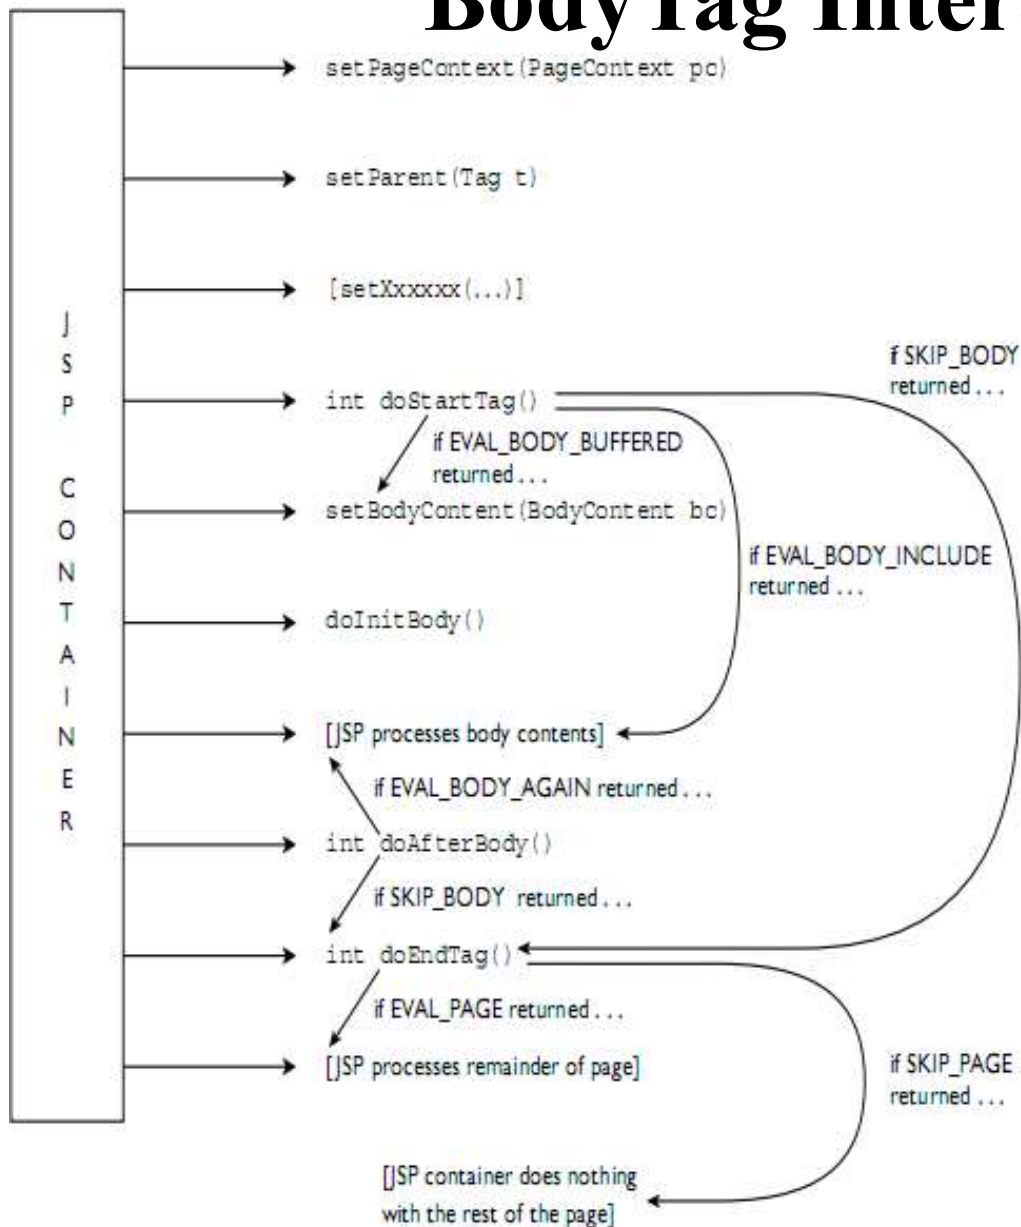 BodyTag Inter
setPageContext(PageContext pc)
setParent(Tag t)
[setXxxxxx(...)]
JSP CONTAINER
if SKIP_BODY
returned ...
int doStartTag()
if EVAL_BODY_BUFFERED
returned ...
setBodyContent(BodyContent bc)
if EVAL_BODY_INCLUDE
returned ...
doInitBody()
[JSP processes body contents]
if EVAL_BODY_AGAIN returned ...
int doAfterBody()
if SKIP_BODY returned ...
int doEndTag()
if EVAL_PAGE returned ...
[JSP processes remainder of page]
if SKIP_PAGE
returned ...
[JSP container does nothing
with the rest of the page]